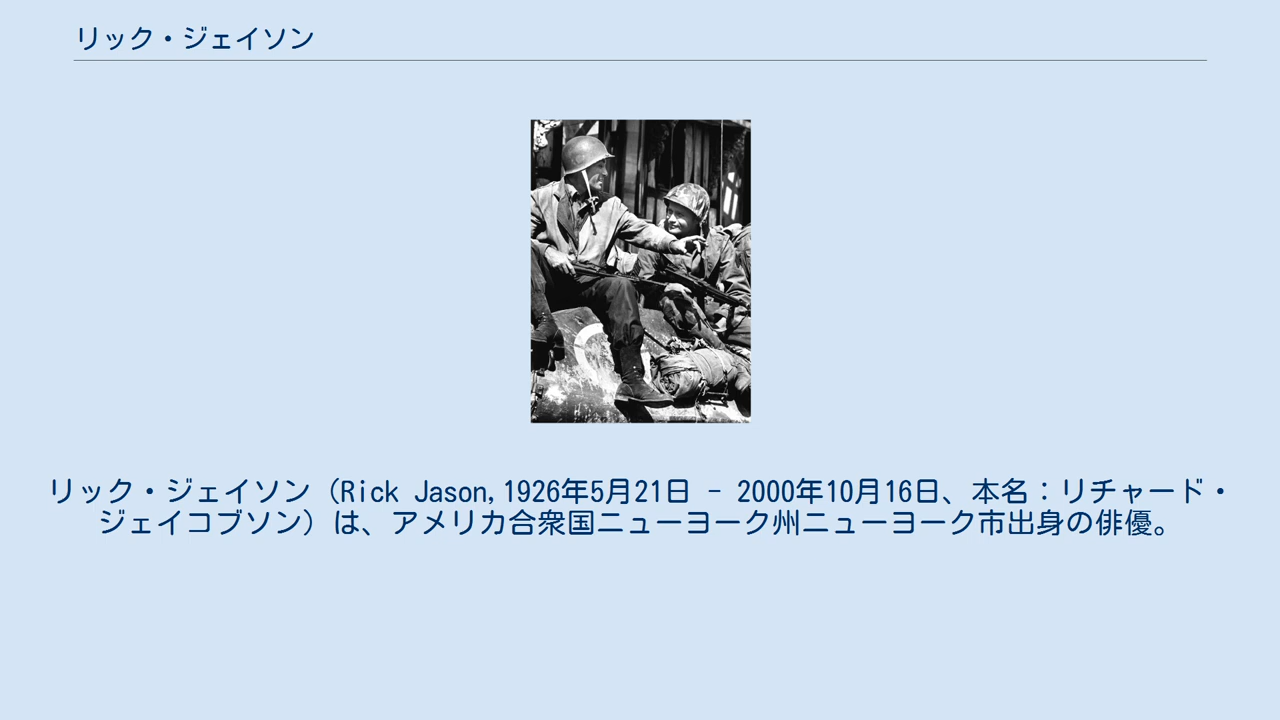 リック・ジェイソン
リック・ジェイソン（Rick Jason,1926年5月21日 - 2000年10月16日、本名：リチャード・
ジェイコブソン）は、アメリカ合衆国ニューヨーク州ニューヨーク市出身の俳優。